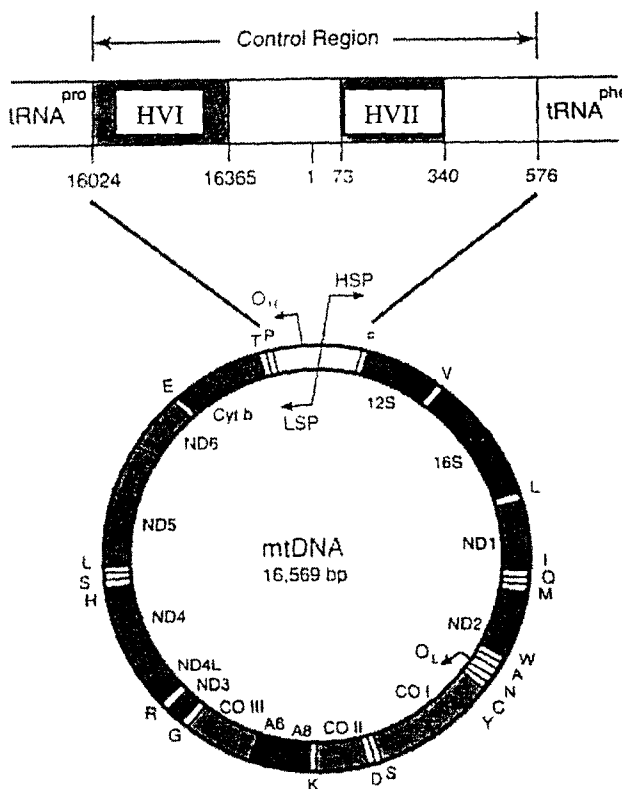 Control Region
tRNA pro HVI HVII tRNA phe
16024 16365 1 73 340 576
HSP
O H
T P F
E V
Cyt b LSP 12S
ND6 16S
L
ND5 ND1
mtDNA
16,569 bp
L S H I Q M
ND4 ND2
O L W A N C Y
ND4L
ND3 CO I
R CO III A6 A8 CO II
G
K D S